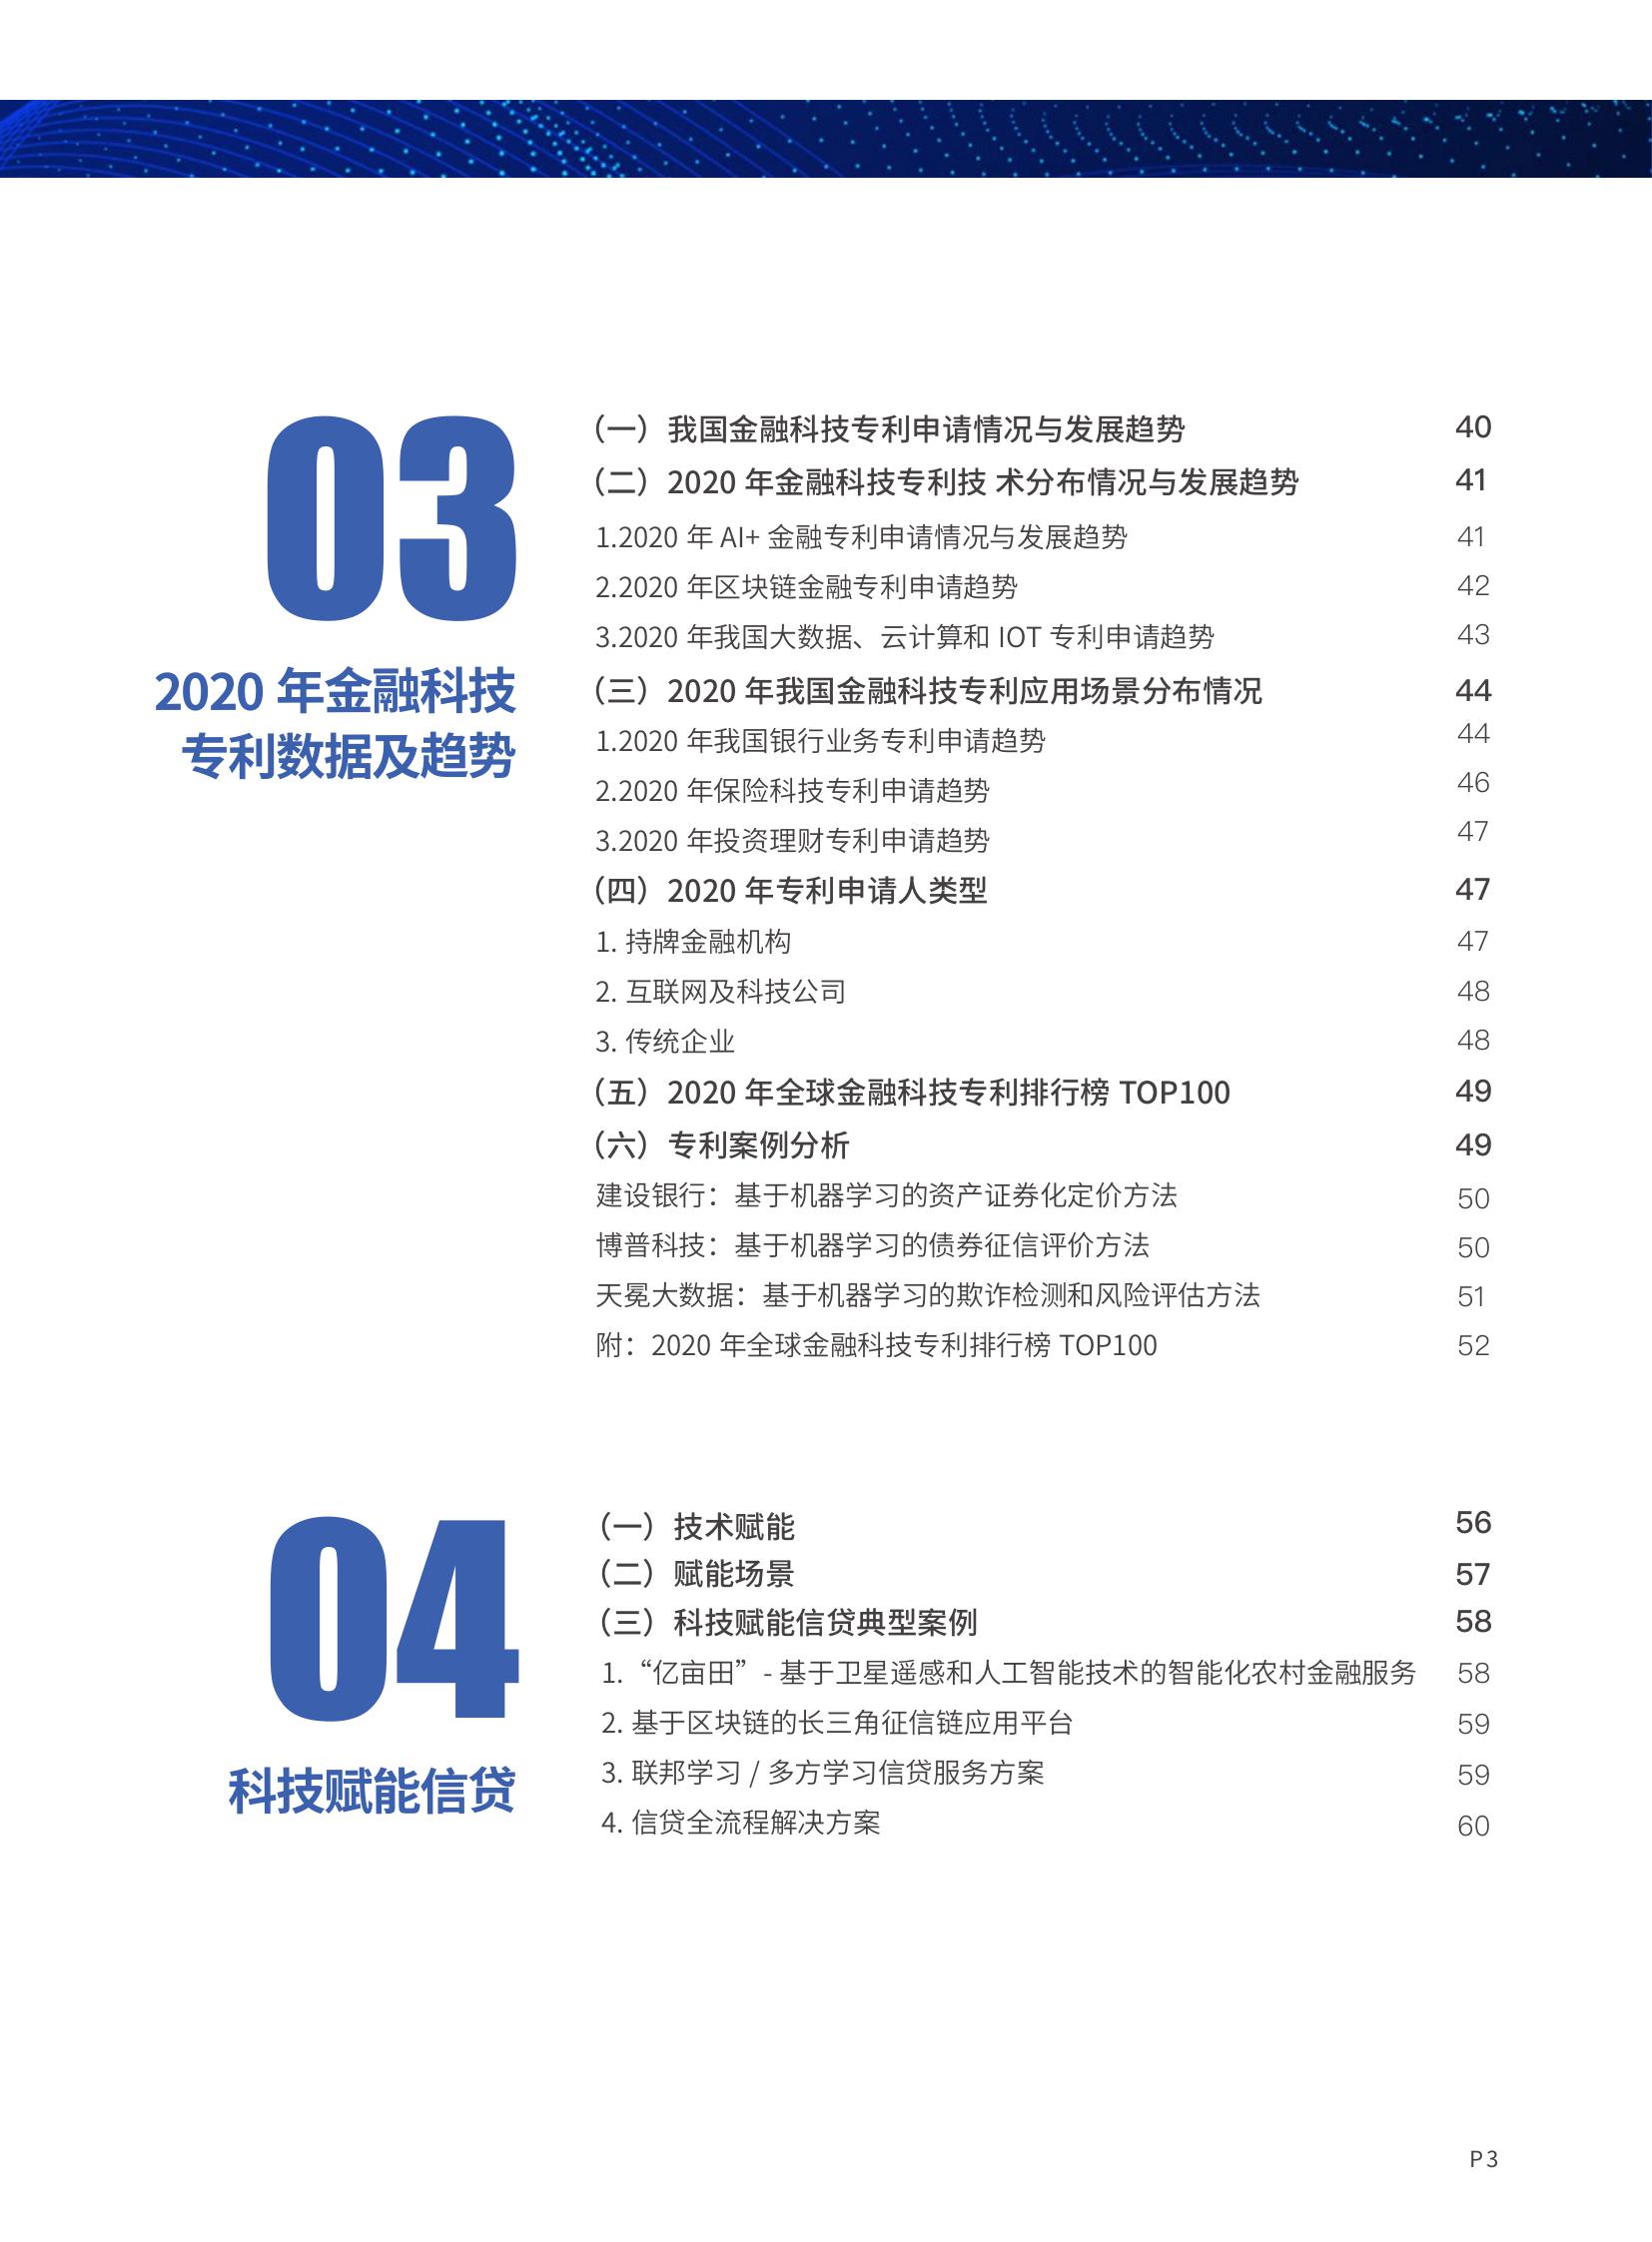 03
2020 年金融科技
专利数据及趋势
（一）我国金融科技专利申请情况与发展趋势 40
（二）2020 年金融科技专利技 术分布情况与发展趋势 41
1.2020 年 AI+ 金融专利申请情况与发展趋势 41
2.2020 年区块链金融专利申请趋势 42
3.2020 年我国大数据、云计算和 IOT 专利申请趋势 43
（三）2020 年我国金融科技专利应用场景分布情况 44
1.2020 年我国银行业务专利申请趋势 44
2.2020 年保险科技专利申请趋势 46
3.2020 年投资理财专利申请趋势 47
（四）2020 年专利申请人类型 47
1. 持牌金融机构 47
2. 互联网及科技公司 48
3. 传统企业 48
（五）2020 年全球金融科技专利排行榜 TOP100 49
（六）专利案例分析 49
建设银行：基于机器学习的资产证券化定价方法 50
博普科技：基于机器学习的债券征信评价方法 50
天冕大数据：基于机器学习的欺诈检测和风险评估方法 51
附：2020 年全球金融科技专利排行榜 TOP100 52
04
科技赋能信贷
（一）技术赋能 56
（二）赋能场景 57
（三）科技赋能信贷典型案例 58
1.“亿亩田”- 基于卫星遥感和人工智能技术的智能化农村金融服务 58
2. 基于区块链的长三角征信链应用平台 59
3. 联邦学习 / 多方学习信贷服务方案 59
4. 信贷全流程解决方案 60
P3